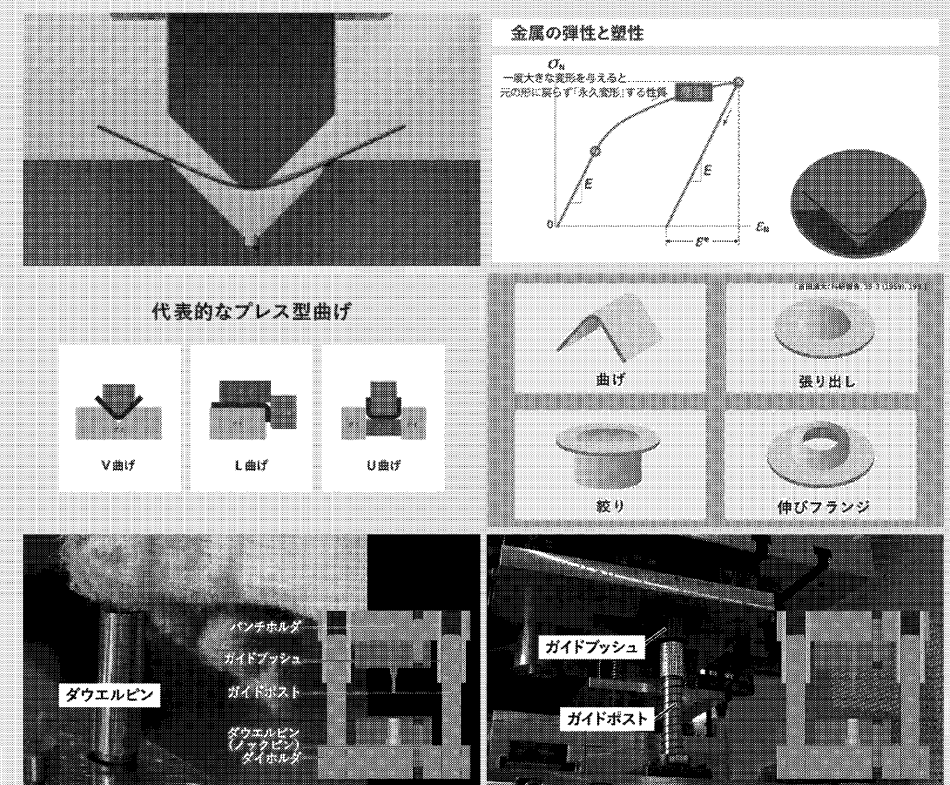 金属の弾性と塑性
σN
一度大きな変形を与えると
元の形に戻らず「永久変形」する性質
E
E
0
εN
代表的なプレス型曲げ
V曲げ
L曲げ
U曲げ
曲げ
張り出し
絞り
伸びフランジ
パンチホルダ
ガイドブッシュ
ガイドポスト
ダウエルピン
(ノックピン)
ダイホルダ
ダウエルピン
ガイドブッシュ
ガイドポスト